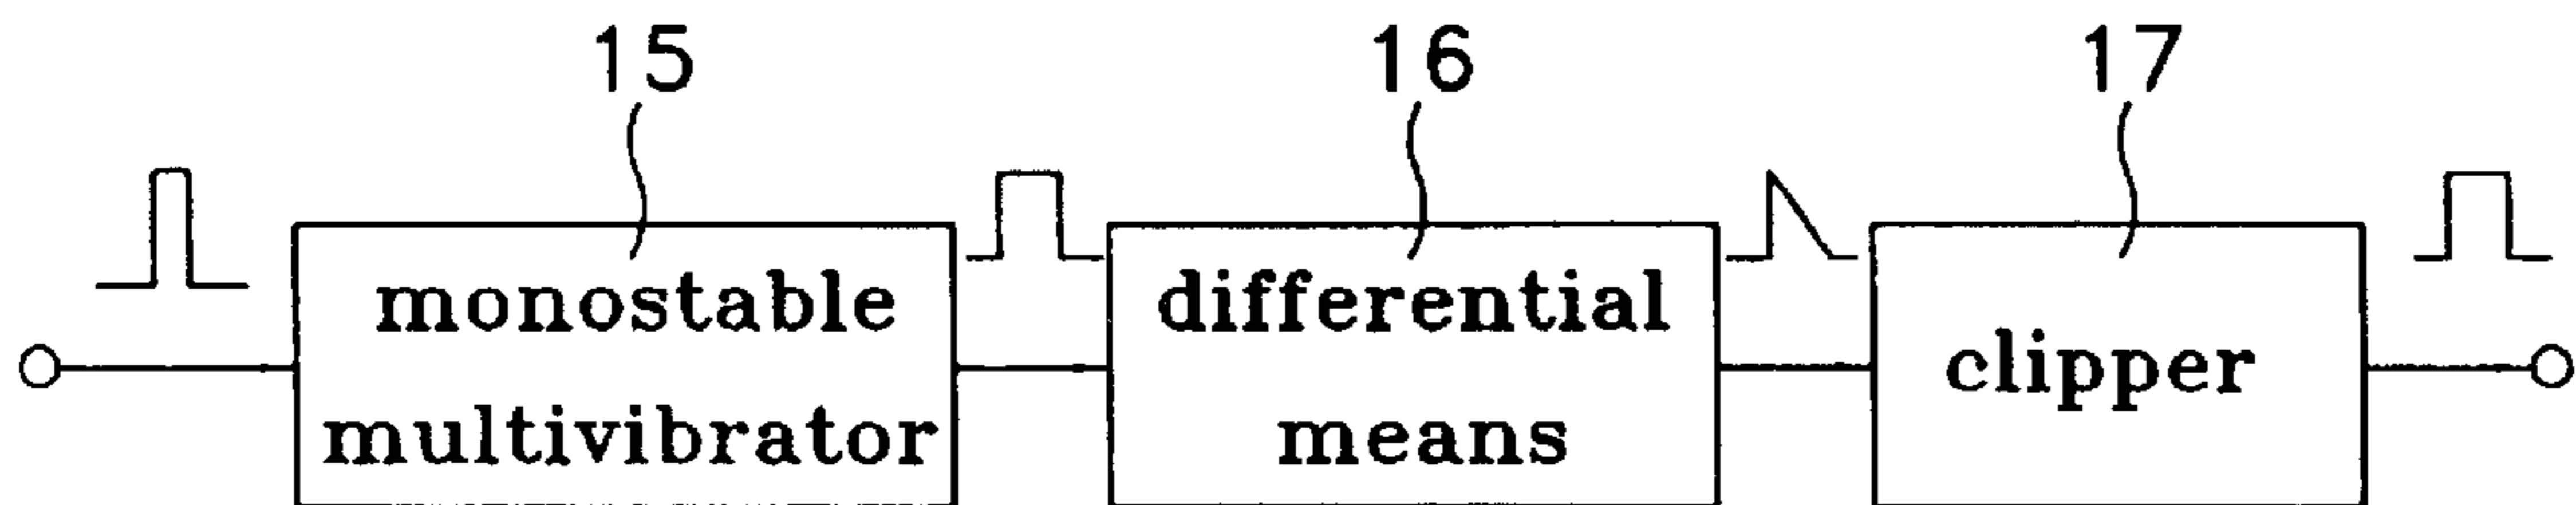 15
16
17
monostable
multivibrator
differential
means
clipper